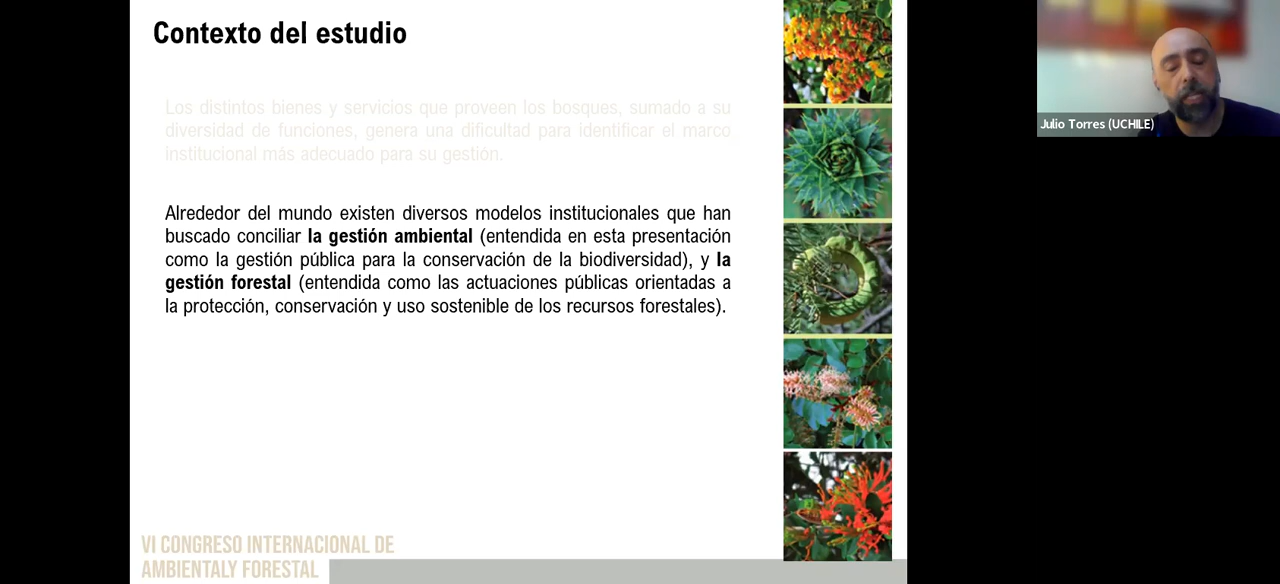 Contexto del estudio
Los distintos bienes y servicios que proveen los bosques, sumado a su
diversidad de funciones, genera una dificultad para identificar el marco
institucional más adecuado para su gestión.
Alrededor del mundo existen diversos modelos institucionales que han
buscado conciliar la gestión ambiental (entendida en esta presentación
como la gestión pública para la conservación de la biodiversidad), y la
gestión forestal (entendida como las actuaciones públicas orientadas a
la protección, conservación y uso sostenible de los recursos forestales).
VI CONGRESO INTERNACIONAL DE
AMBIENTALY FORESTAL
Julio Torres (UCHILE)